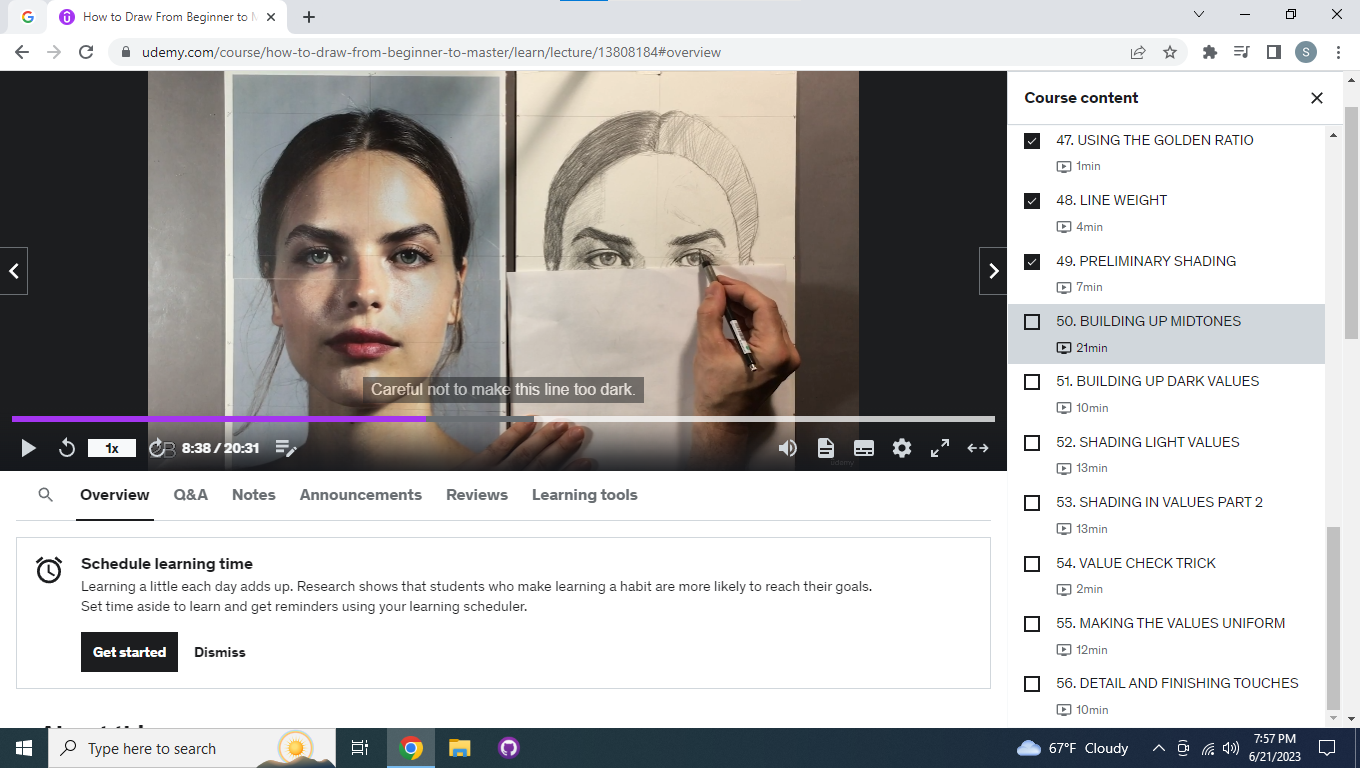 How to Draw From Beginner to
udemy.com/course/how-to-draw-from-beginner-to-master/learn/lecture/13808184#overview
S
Careful not to make this line too dark.
1x
8:38 / 20:31
Course content
47. USING THE GOLDEN RATIO
1min
48. LINE WEIGHT
4min
49. PRELIMINARY SHADING
7min
50. BUILDING UP MIDTONES
21min
51. BUILDING UP DARK VALUES
10min
52. SHADING LIGHT VALUES
13min
53. SHADING IN VALUES PART 2
13min
54. VALUE CHECK TRICK
2min
55. MAKING THE VALUES UNIFORM
12min
56. DETAIL AND FINISHING TOUCHES
10min
Overview Q&A Notes Announcements Reviews Learning tools
Schedule learning time
Learning a little each day adds up. Research shows that students who make learning a habit are more likely to reach their goals.
Set time aside to learn and get reminders using your learning scheduler.
Get started Dismiss
Type here to search
67°F Cloudy
7:57 PM
6/21/2023